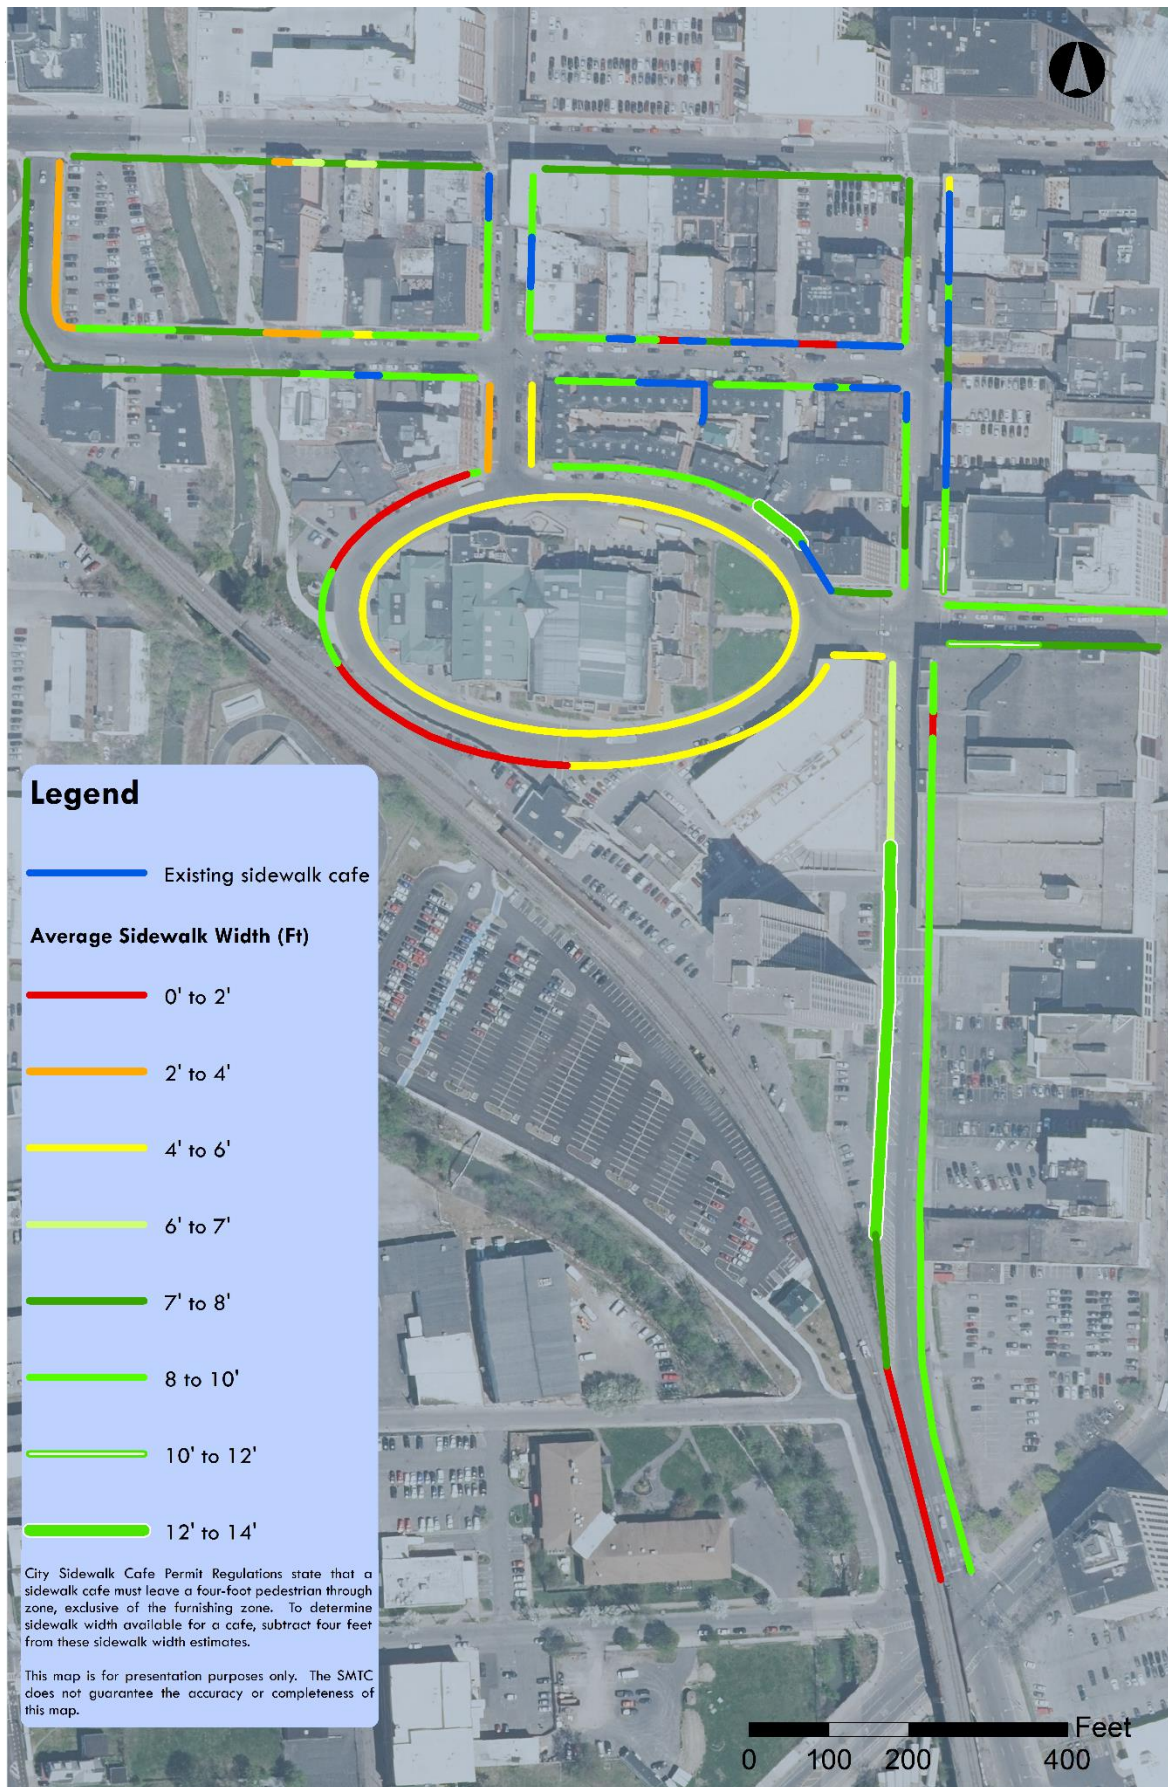 Legend
Existing sidewalk cafe
Average Sidewalk Width (Ft)
0' to 2'
2' to 4'
4' to 6'
6' to 7'
7' to 8'
8 to 10'
10' to 12'
12' to 14'
City Sidewalk Cafe Permit Regulations state that a
sidewalk cafe must leave a four-foot pedestrian through
zone, exclusive of the furnishing zone. To determine
sidewalk width available for a cafe, subtract four feet
from these sidewalk width estimates.
This map is for presentation purposes only. The SMTC
does not guarantee the accuracy or completeness of
this map.
Feet
0 100 200 400